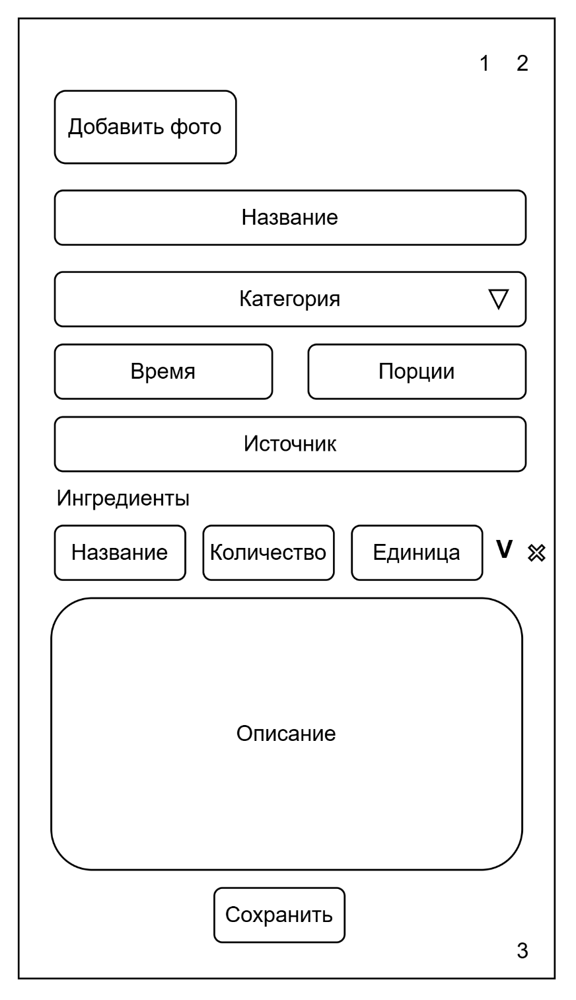 1 2
Добавить фото
Название
Категория
Время Порции
Источник
Ингредиенты
Название Количество Единица V
Описание
Сохранить
3